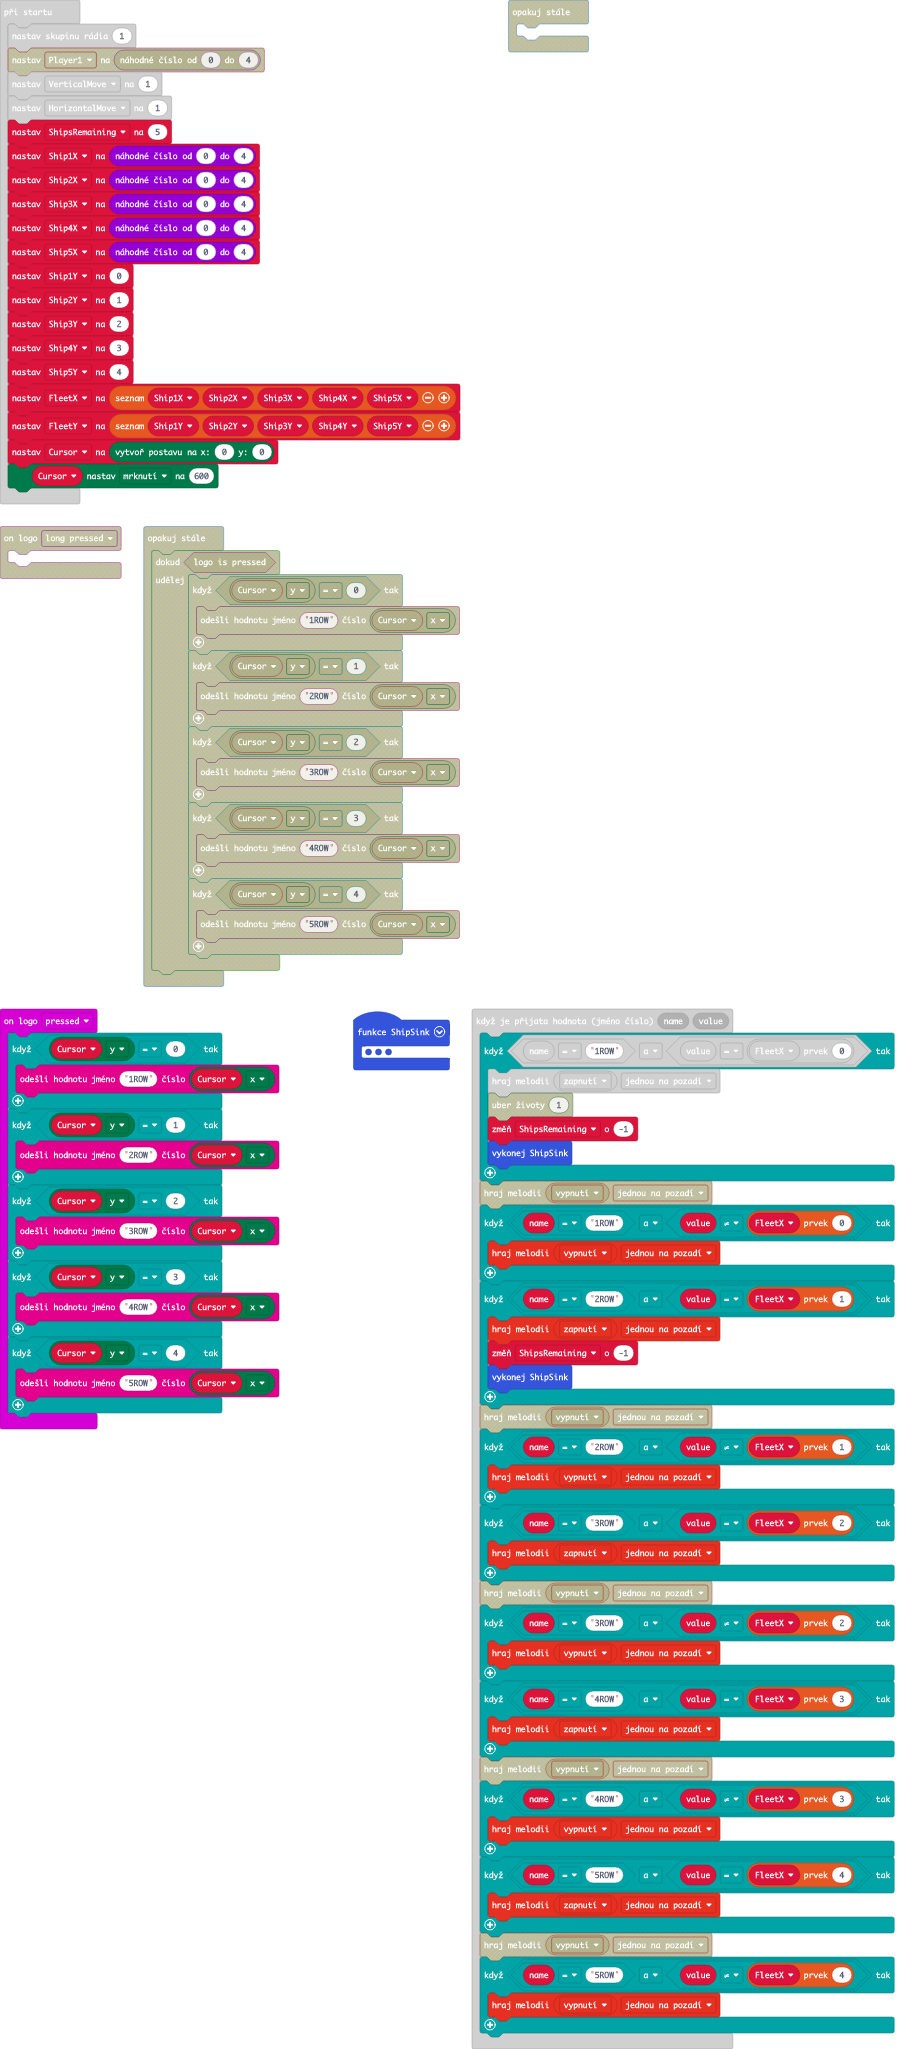 při startu
nastav skupinu rádia 1
nastav Player1 na náhodné číslo od 0 do 4
nastav VerticalMove na 1
nastav HorizontalMove na 1
nastav ShipsRemaining na 5
nastav Ship1X na náhodné číslo od 0 do 4
nastav Ship2X na náhodné číslo od 0 do 4
nastav Ship3X na náhodné číslo od 0 do 4
nastav Ship4X na náhodné číslo od 0 do 4
nastav Ship5X na náhodné číslo od 0 do 4
nastav Ship1Y na 0
nastav Ship2Y na 1
nastav Ship3Y na 2
nastav Ship4Y na 3
nastav Ship5Y na 4
nastav FleetX na seznam Ship1X Ship2X Ship3X Ship4X Ship5X
nastav FleetY na seznam Ship1Y Ship2Y Ship3Y Ship4Y Ship5Y
nastav Cursor na vytvoř postavu na x: 0 y: 0
Cursor nastav mrknutí na 600
opakuj stále
on logo long pressed
opakuj stále
dokud logo is pressed
udělej
když Cursor y = 0 tak
odešli hodnotu jméno "1ROW" číslo Cursor x
když Cursor y = 1 tak
odešli hodnotu jméno "2ROW" číslo Cursor x
když Cursor y = 2 tak
odešli hodnotu jméno "3ROW" číslo Cursor x
když Cursor y = 3 tak
odešli hodnotu jméno "4ROW" číslo Cursor x
když Cursor y = 4 tak
odešli hodnotu jméno "5ROW" číslo Cursor x
on logo pressed
když Cursor y = 0 tak
odešli hodnotu jméno "1ROW" číslo Cursor x
když Cursor y = 1 tak
odešli hodnotu jméno "2ROW" číslo Cursor x
když Cursor y = 2 tak
odešli hodnotu jméno "3ROW" číslo Cursor x
když Cursor y = 3 tak
odešli hodnotu jméno "4ROW" číslo Cursor x
když Cursor y = 4 tak
odešli hodnotu jméno "5ROW" číslo Cursor x
funkce ShipSink
když je přijata hodnota (jméno číslo) name value
když name = "1ROW" a value = FleetX prvek 0 tak
hraj melodii zapnutí jednou na pozadí
uber životy 1
změň ShipsRemaining o -1
vykonej ShipSink
hraj melodii vypnutí jednou na pozadí
když name = "1ROW" a value ≠ FleetX prvek 0 tak
hraj melodii vypnutí jednou na pozadí
když name = "2ROW" a value = FleetX prvek 1 tak
hraj melodii zapnutí jednou na pozadí
změň ShipsRemaining o -1
vykonej ShipSink
hraj melodii vypnutí jednou na pozadí
když name = "2ROW" a value ≠ FleetX prvek 1 tak
hraj melodii vypnutí jednou na pozadí
když name = "3ROW" a value = FleetX prvek 2 tak
hraj melodii zapnutí jednou na pozadí
hraj melodii vypnutí jednou na pozadí
když name = "3ROW" a value ≠ FleetX prvek 2 tak
hraj melodii vypnutí jednou na pozadí
když name = "4ROW" a value = FleetX prvek 3 tak
hraj melodii zapnutí jednou na pozadí
hraj melodii vypnutí jednou na pozadí
když name = "4ROW" a value ≠ FleetX prvek 3 tak
hraj melodii vypnutí jednou na pozadí
když name = "5ROW" a value = FleetX prvek 4 tak
hraj melodii zapnutí jednou na pozadí
hraj melodii vypnutí jednou na pozadí
když name = "5ROW" a value ≠ FleetX prvek 4 tak
hraj melodii vypnutí jednou na pozadí